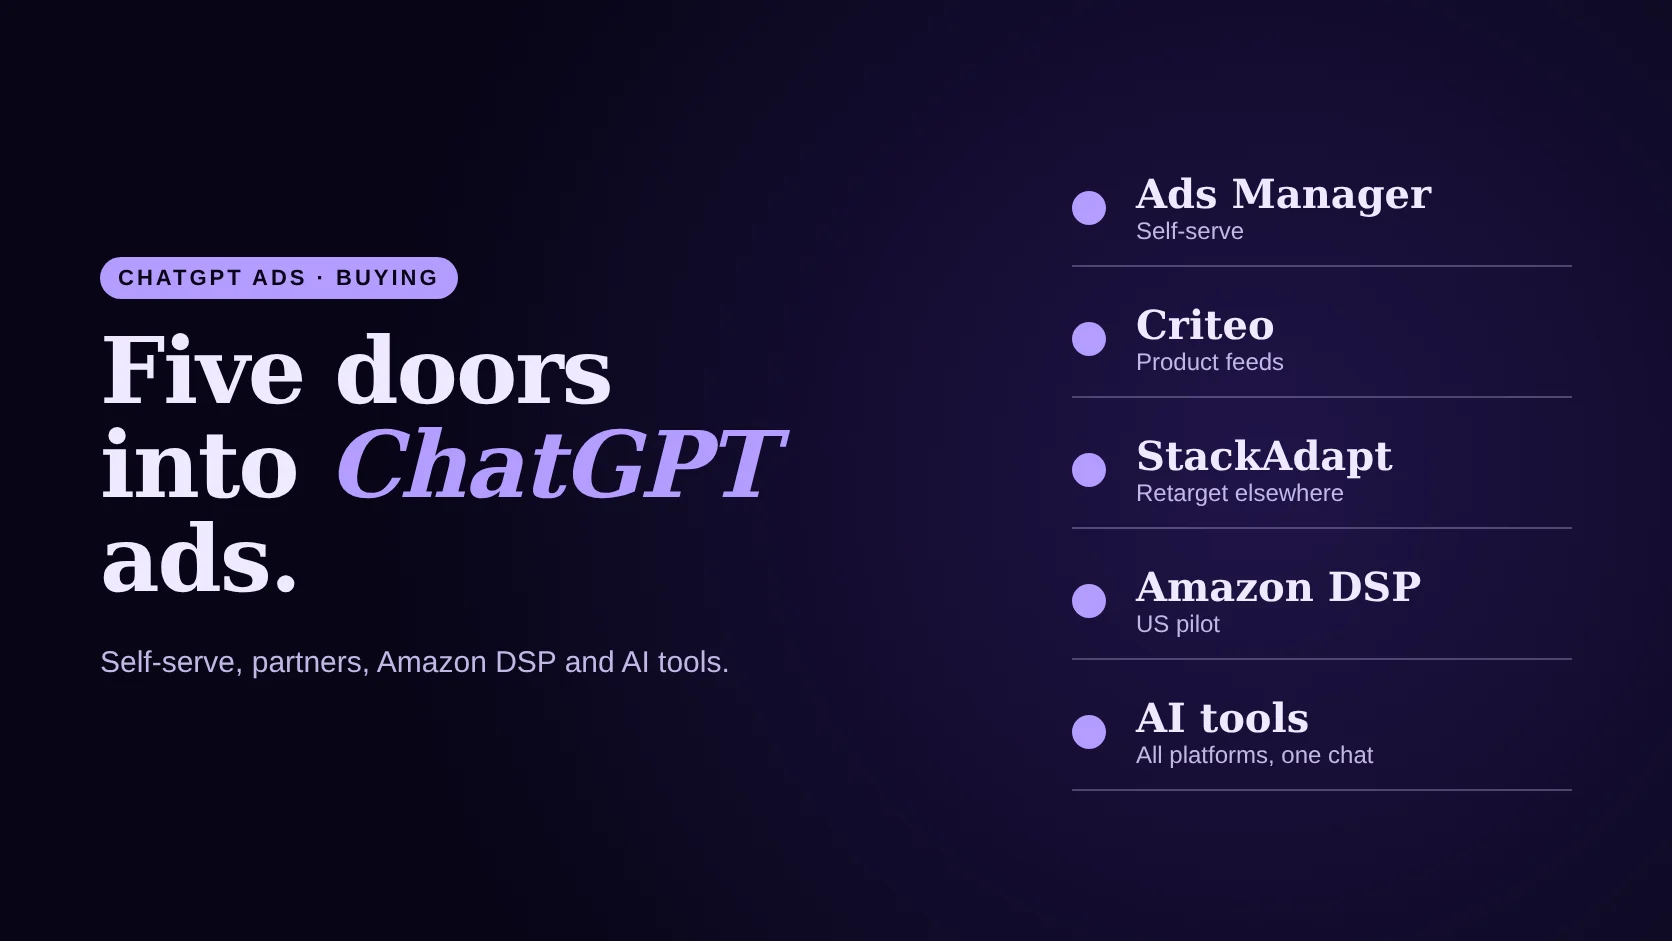 CHATGPT ADS · BUYING
Five doors
into ChatGPT
ads.
Self-serve, partners, Amazon DSP and AI tools.
Ads Manager
Self-serve
Criteo
Product feeds
StackAdapt
Retarget elsewhere
Amazon DSP
US pilot
AI tools
All platforms, one chat